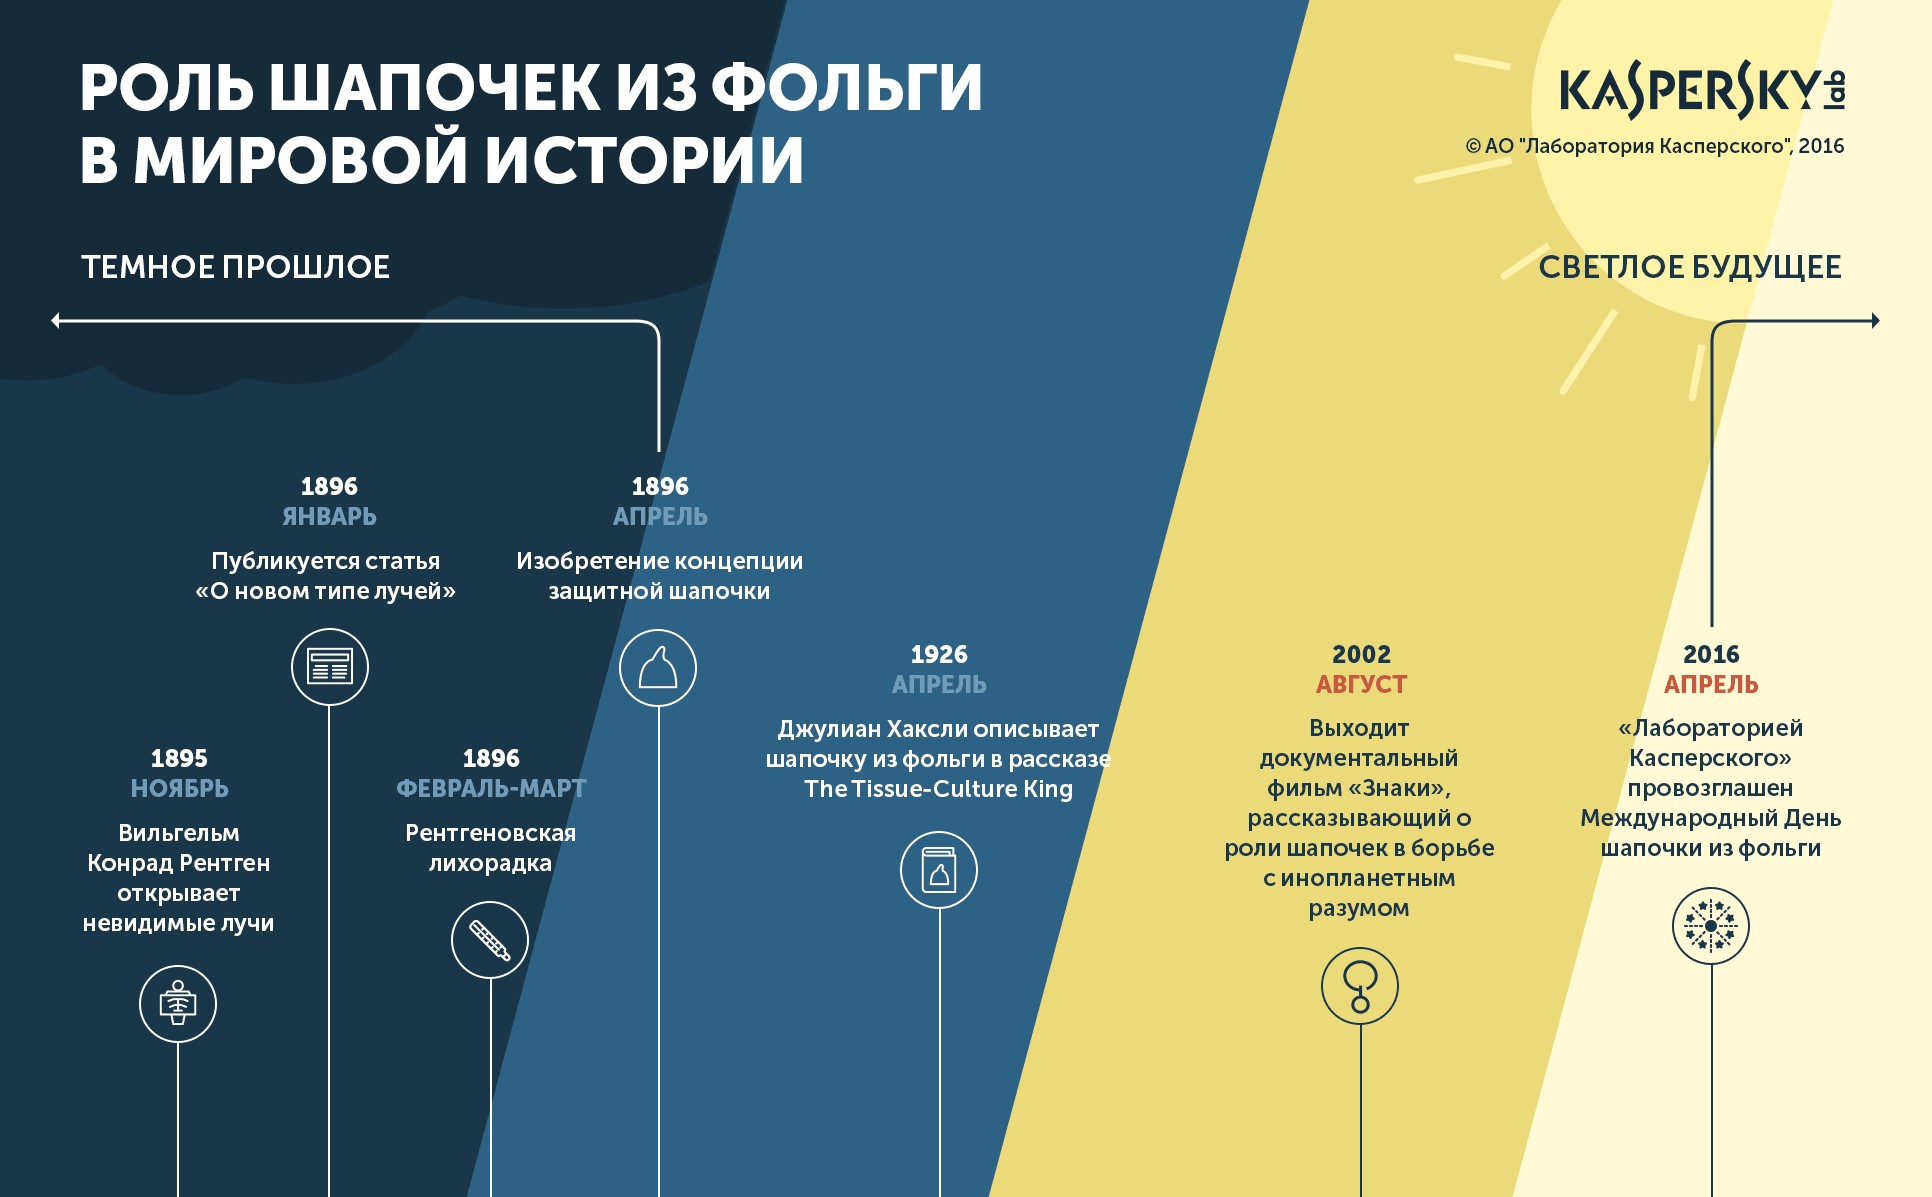 РОЛЬ ШАПОЧЕК ИЗ ФОЛЬГИ
В МИРОВОЙ ИСТОРИИ
KASPERSKY lab
© АО "Лаборатория Касперского", 2016
ТЕМНОЕ ПРОШЛОЕ
СВЕТЛОЕ БУДУЩЕЕ
1895
НОЯБРЬ
Вильгельм
Конрад Рентген
открывает
невидимые лучи
1896
ЯНВАРЬ
Публикуется статья
«О новом типе лучей»
1896
ФЕВРАЛЬ-МАРТ
Рентгеновская
лихорадка
1896
АПРЕЛЬ
Изобретение концепции
защитной шапочки
1926
АПРЕЛЬ
Джулиан Хаксли описывает
шапочку из фольги в рассказе
The Tissue-Culture King
2002
АВГУСТ
Выходит
документальный
фильм «Знаки»,
рассказывающий о
роли шапочек в борьбе
с инопланетным
разумом
2016
АПРЕЛЬ
«Лабораторией
Касперского»
провозглашен
Международный День
шапочки из фольги